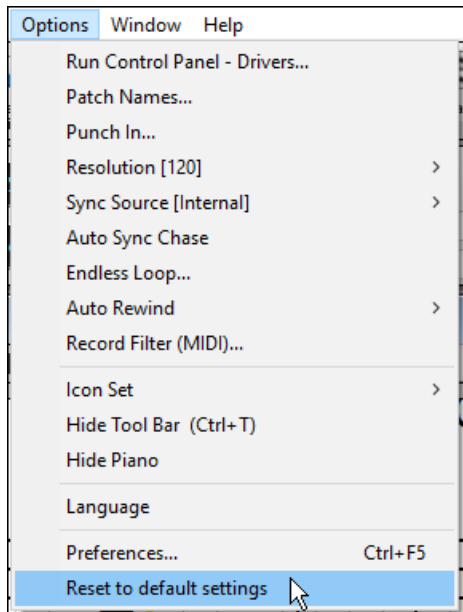 Options Window Help
Run Control Panel - Drivers...
Patch Names...
Punch In...
Resolution [120]
Sync Source [Internal]
Auto Sync Chase
Endless Loop...
Auto Rewind
Record Filter (MIDI)...
Icon Set
Hide Tool Bar (Ctrl+T)
Hide Piano
Language
Preferences... Ctrl+F5
Reset to default settings